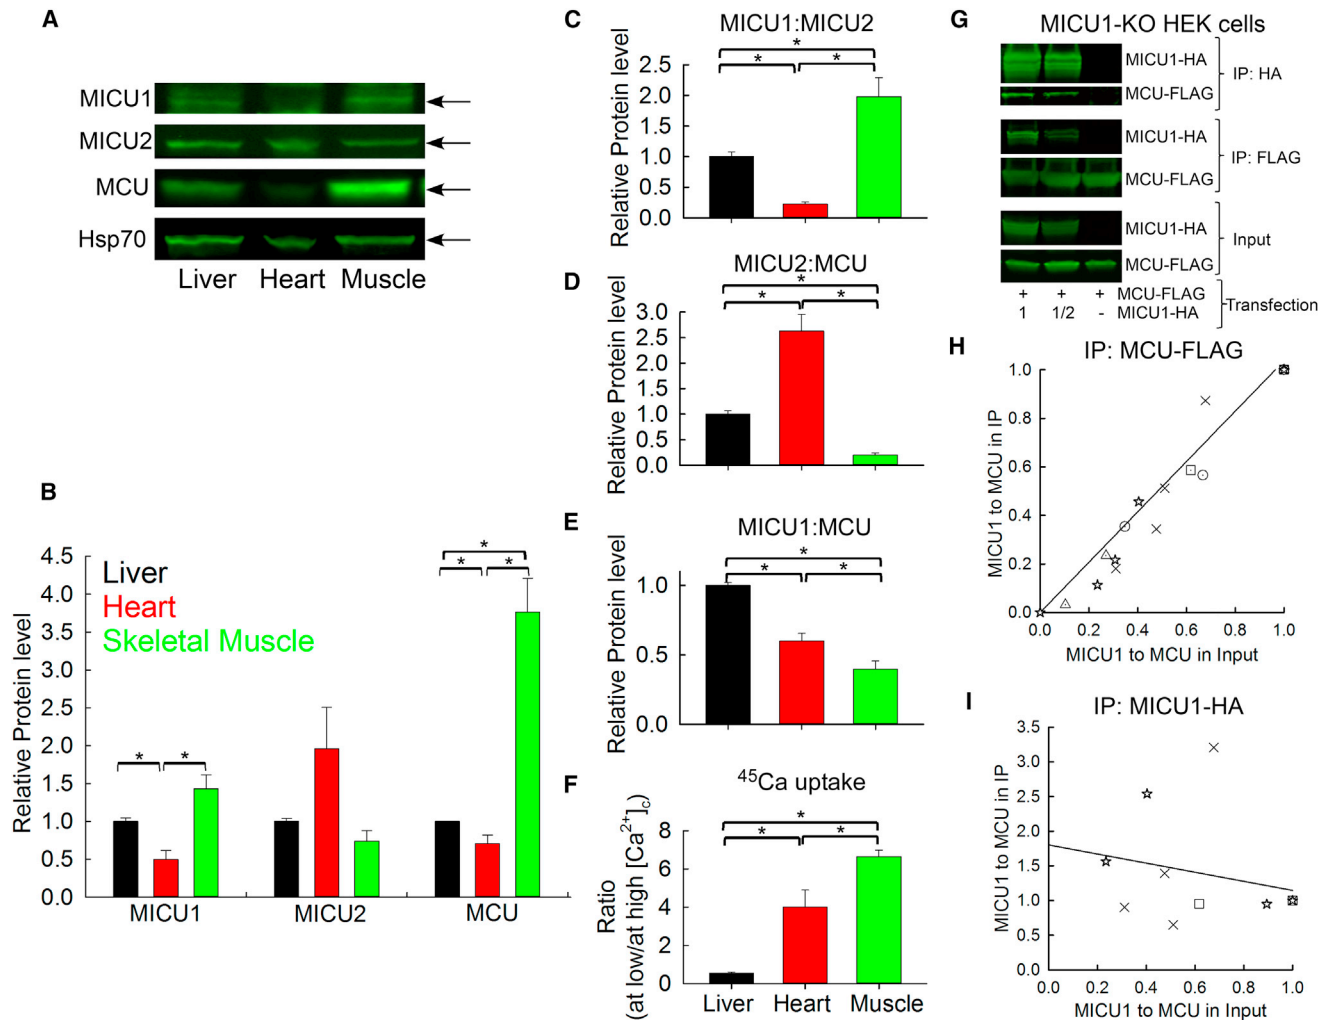 A
MICU1
MICU2
MCU
Hsp70
Liver Heart Muscle
B
Relative Protein level
4.5
4.0
3.5
3.0
2.5
2.0
1.5
1.0
0.5
0.0
Liver
Heart
Skeletal Muscle
* *
* * *
MICU1 MICU2 MCU
C
MICU1:MICU2
Relative Protein level
2.5
2.0
1.5
1.0
0.5
0.0
* * *
D
MICU2:MCU
Relative Protein level
3.0
2.5
2.0
1.5
1.0
0.5
0.0
* * *
E
MICU1:MCU
Relative Protein level
1.0
0.5
0.0
* * *
F
45Ca uptake
Ratio
(at low/at high [Ca2+]c)
8
6
4
2
0
* * *
Liver Heart Muscle
G
MICU1-KO HEK cells
MICU1-HA
MCU-FLAG
IP: HA
MICU1-HA
MCU-FLAG
IP: FLAG
MICU1-HA
MCU-FLAG
Input
+ + + MCU-FLAG
1 1/2 - MICU1-HA
Transfection
H
IP: MCU-FLAG
MICU1 to MCU in IP
1.0
0.8
0.6
0.4
0.2
0.0
0.0 0.2 0.4 0.6 0.8 1.0
MICU1 to MCU in Input
I
IP: MICU1-HA
MICU1 to MCU in IP
3.5
3.0
2.5
2.0
1.5
1.0
0.5
0.0
0.0 0.2 0.4 0.6 0.8 1.0
MICU1 to MCU in Input